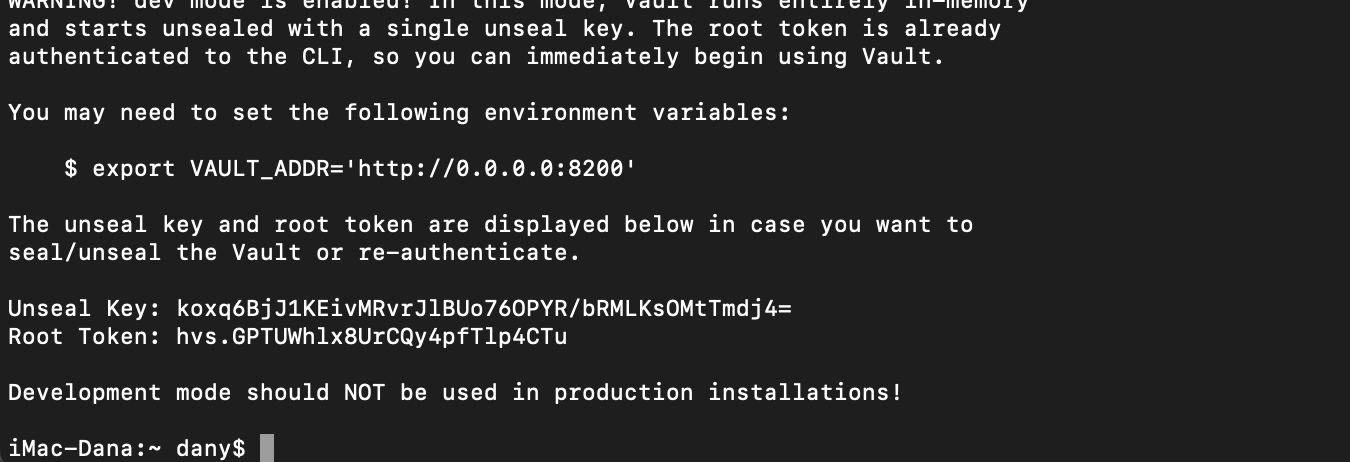 WARNING! dev mode is enabled! In this mode, Vault runs entirely in-memory
and starts unsealed with a single unseal key. The root token is already
authenticated to the CLI, so you can immediately begin using Vault.
You may need to set the following environment variables:
$ export VAULT_ADDR='http://0.0.0.0:8200'
The unseal key and root token are displayed below in case you want to
seal/unseal the Vault or re-authenticate.
Unseal Key: koxq6BjJ1KEivMRvrJlBUo76OPYR/bRMLKsOMtTmdj4=
Root Token: hvs.GPTUWhlx8UrCQy4pfTlp4CTu
Development mode should NOT be used in production installations!
iMac-Dana:~ dany$